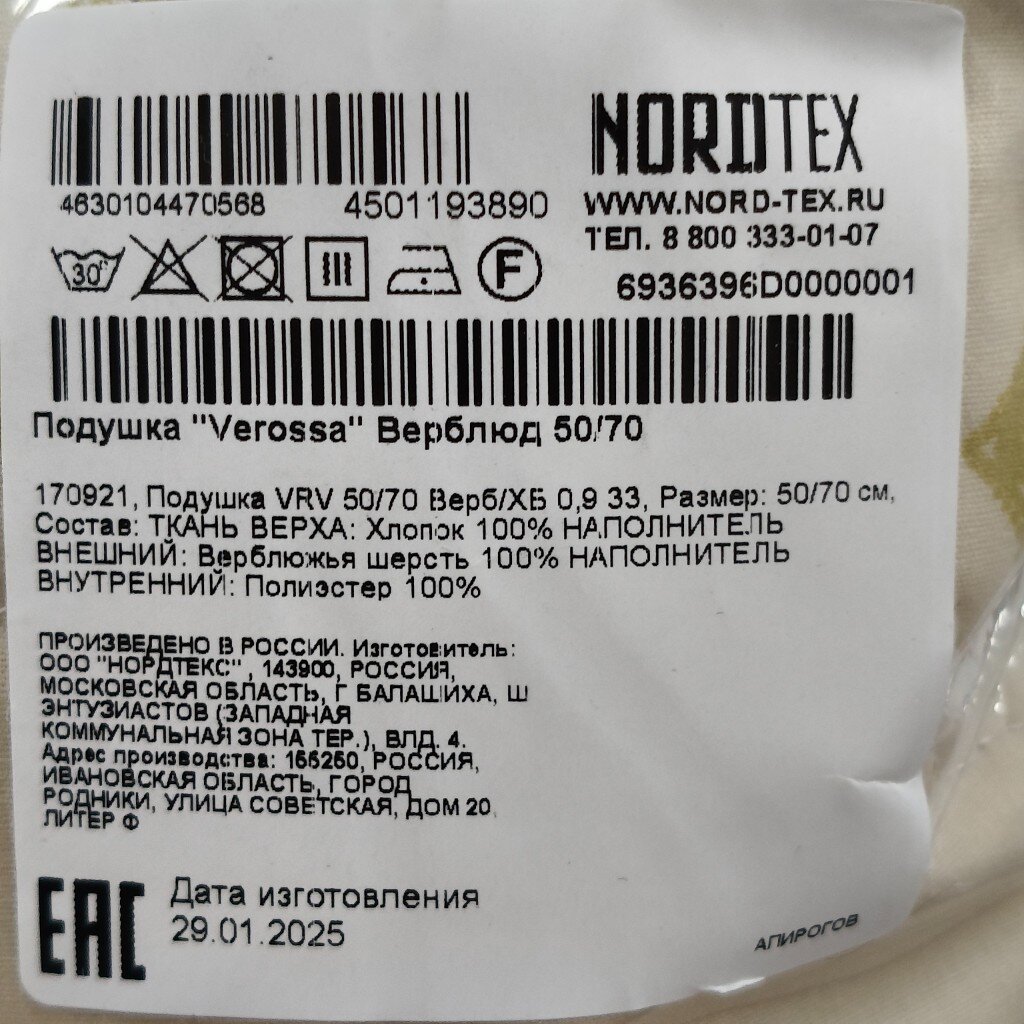 NORDTEX
4630104470568 4501193890
WWW.NORD-TEX.RU
ТЕЛ. 8 800 333-01-07
30°
F
6936396D0000001
Подушка "Verossa" Верблюд 50/70
170921, Подушка VRV 50/70 Верб/ХБ 0,9 33, Размер: 50/70 см,
Состав: ТКАНЬ ВЕРХА: Хлопок 100% НАПОЛНИТЕЛЬ
ВНЕШНИЙ: Верблюжья шерсть 100% НАПОЛНИТЕЛЬ
ВНУТРЕННИЙ: Полиэстер 100%
ПРОИЗВЕДЕНО В РОССИИ. Изготовитель:
ООО "НОРДТЕКС" , 143900, РОССИЯ,
МОСКОВСКАЯ ОБЛАСТЬ, Г БАЛАШИХА, Ш
ЭНТУЗИАСТОВ (ЗАПАДНАЯ
КОММУНАЛЬНАЯ ЗОНА ТЕР.), ВЛД. 4.
Адрес производства: 155250, РОССИЯ,
ИВАНОВСКАЯ ОБЛАСТЬ, ГОРОД
РОДНИКИ, УЛИЦА СОВЕТСКАЯ, ДОМ 20,
ЛИТЕР Ф
EAC
Дата изготовления
29.01.2025
АПИРОГОВ